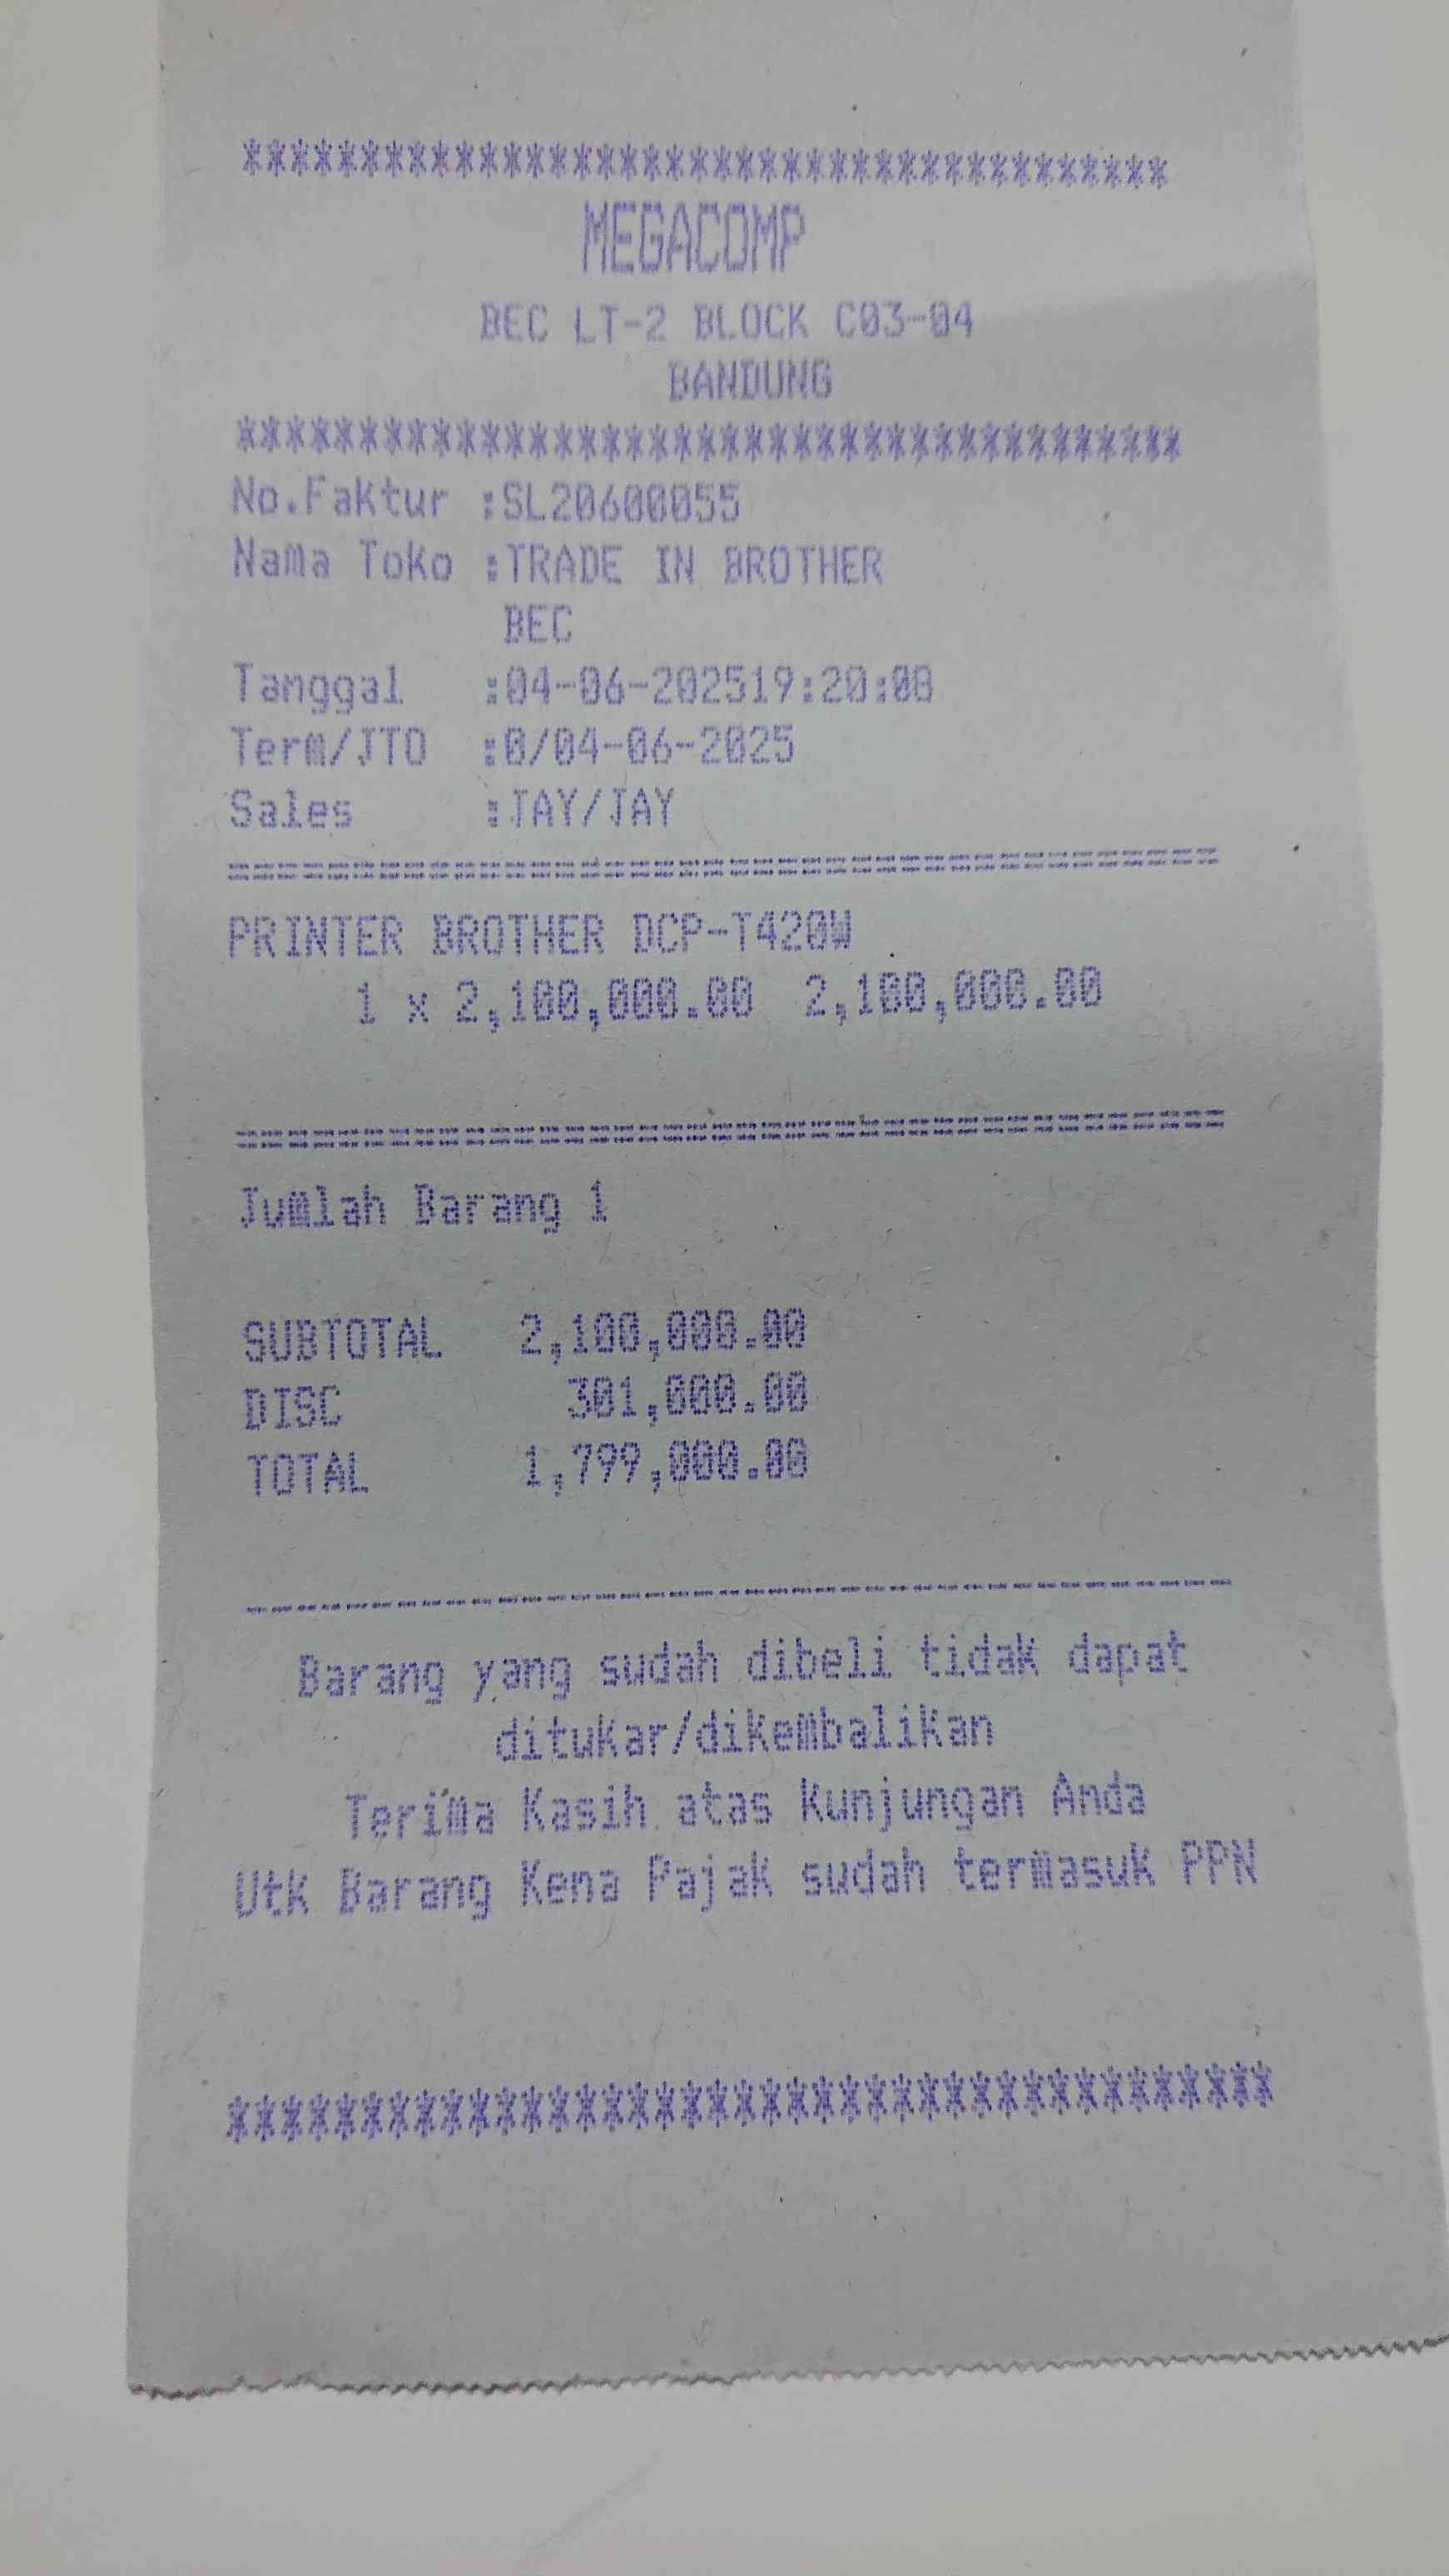 ***************************************
MEGACOMP
BEC LT-2 BLOCK C03-04
BANDUNG
***************************************
No.Faktur :SL20600055
Nama Toko :TRADE IN BROTHER
BEC
Tanggal :04-06-202519:20:08
Term/JTO :0/04-06-2025
Sales :JAY/JAY
========================================
PRINTER BROTHER DCP-T420W
1 x 2,100,000.00 2,100,000.00
========================================
Jumlah Barang 1
SUBTOTAL 2,100,000.00
DISC 301,000.00
TOTAL 1,799,000.00
----------------------------------------
Barang yang sudah dibeli tidak dapat
ditukar/dikembalikan
Terima Kasih atas Kunjungan Anda
Utk Barang Kena Pajak sudah termasuk PPN
***************************************